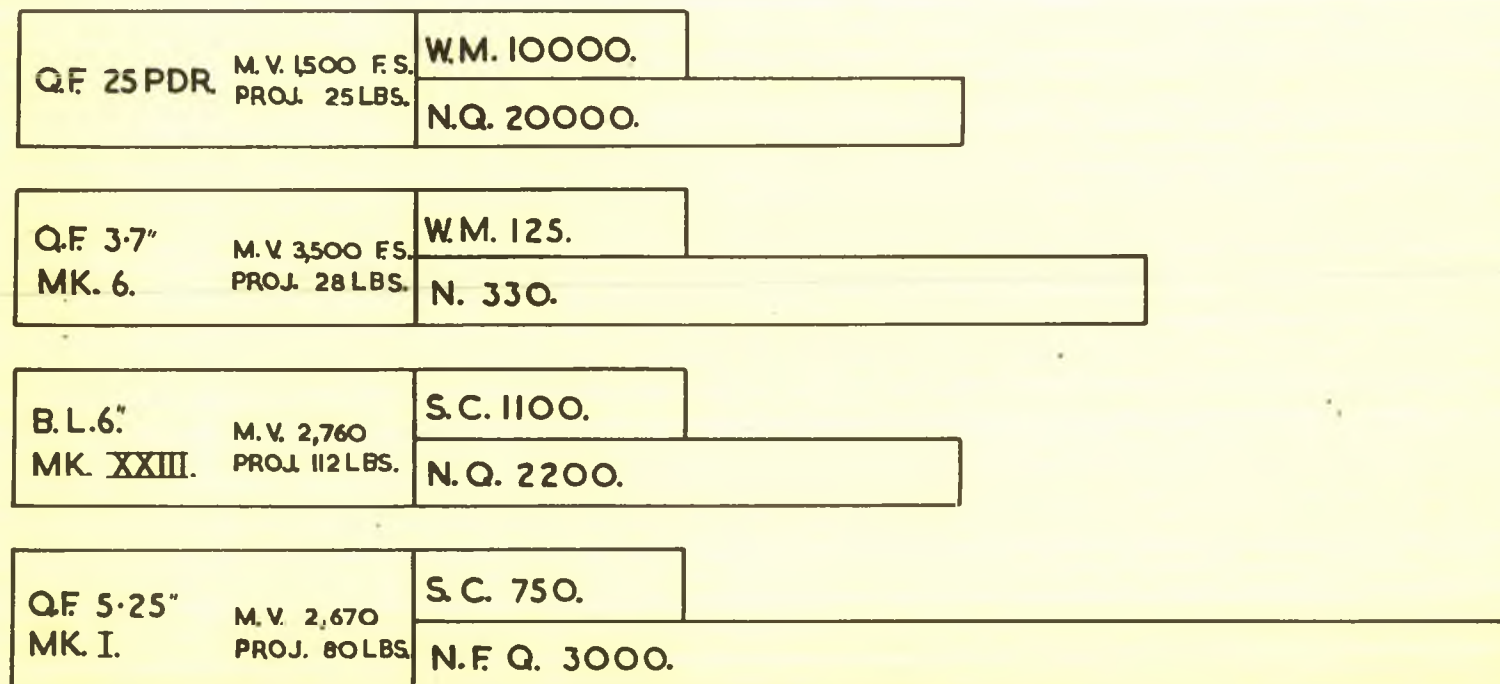 Q.F. 25 PDR.
M.V. 1,500 F.S.
PROJ. 25 LBS.
W.M. 10000.
N.Q. 20000.
Q.F. 3·7"
MK. 6.
M.V. 3,500 F.S.
PROJ. 28 LBS.
W.M. 125.
N. 330.
B.L.6."
MK. XXIII.
M.V. 2,760
PROJ. 112 LBS.
S.C. 1100.
N.Q. 2200.
Q.F. 5·25"
MK. I.
M.V. 2,670
PROJ. 80 LBS.
S.C. 750.
N.F.Q. 3000.